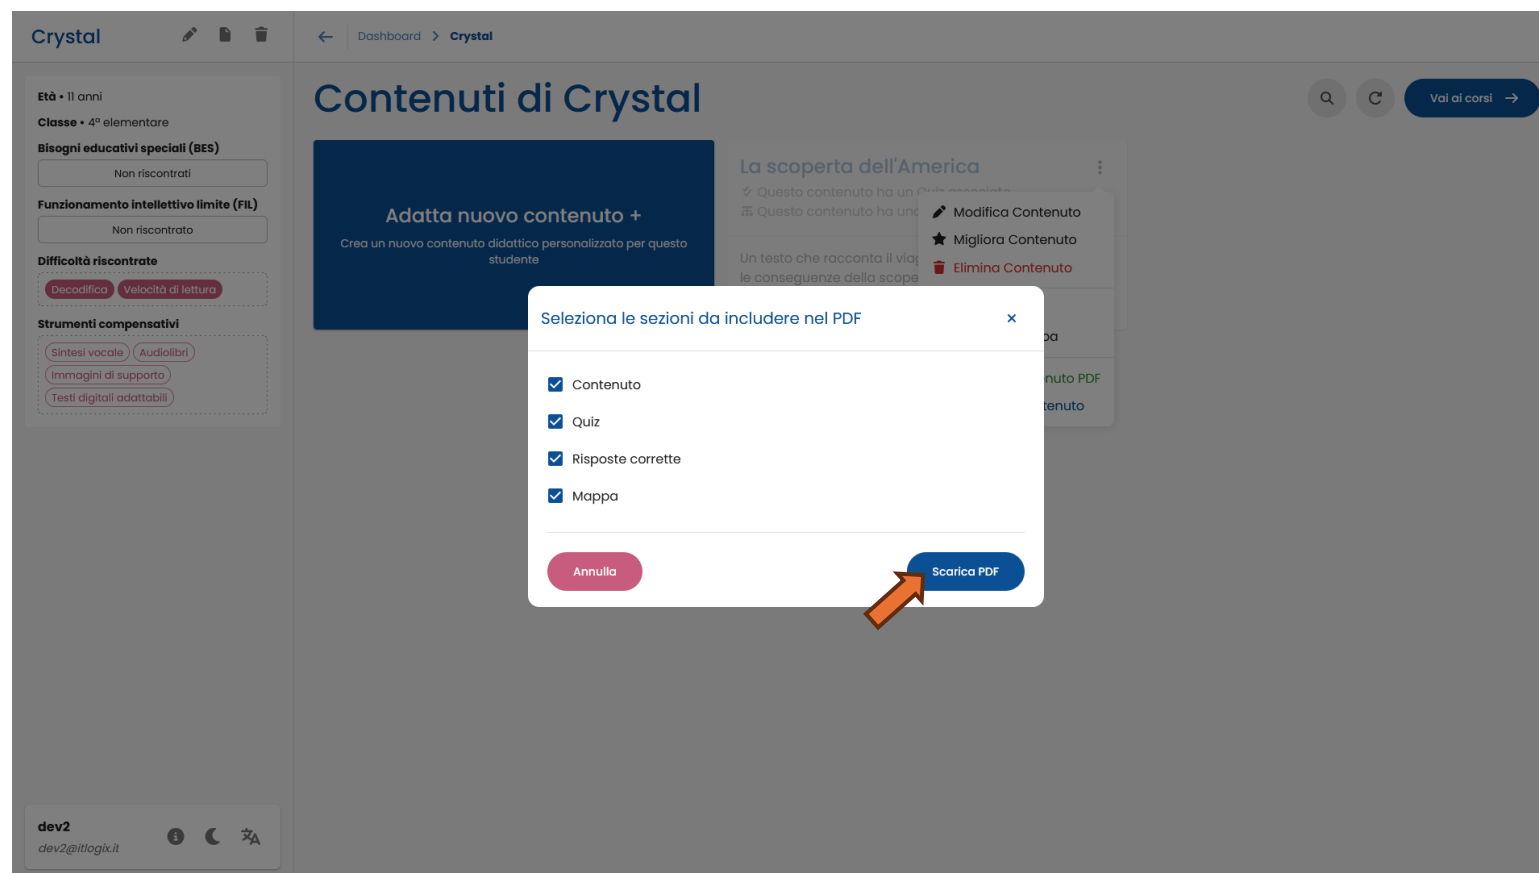 Crystal
Dashboard > Crystal
Età • 11 anni
Classe • 4ª elementare
Bisogni educativi speciali (BES)
Non riscontrati
Funzionamento intellettivo limite (FIL)
Non riscontrato
Difficoltà riscontrate
Decodifica Velocità di lettura
Strumenti compensativi
Sintesi vocale Audiolibri
Immagini di supporto
Testi digitali adattabili
dev2
dev2@itlogix.it
Contenuti di Crystal
Vai ai corsi
Adatta nuovo contenuto +
Crea un nuovo contenuto didattico personalizzato per questo
studente
La scoperta dell'America
Questo contenuto ha un Quiz associato
Questo contenuto ha una
Un testo che racconta il
le conseguenze della
Modifica Contenuto
Migliora Contenuto
Elimina Contenuto
PDF
Seleziona le sezioni da includere nel PDF
×
Contenuto
Quiz
Risposte corrette
Mappa
Annulla
Scarica PDF